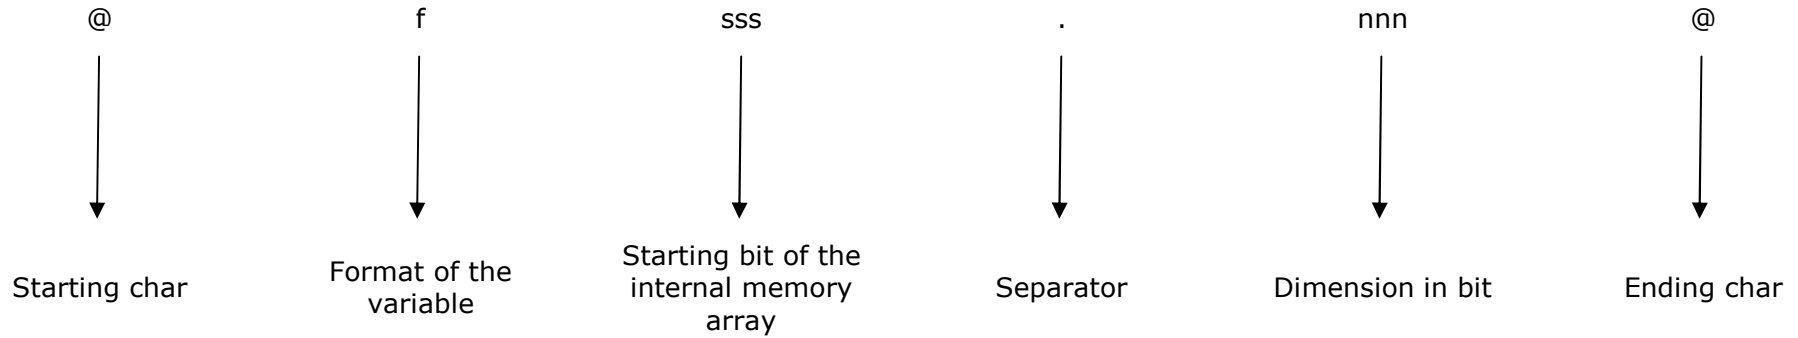 @ f sss . nnn @
Starting char
Format of the
variable
Starting bit of the
internal memory
array
Separator
Dimension in bit
Ending char